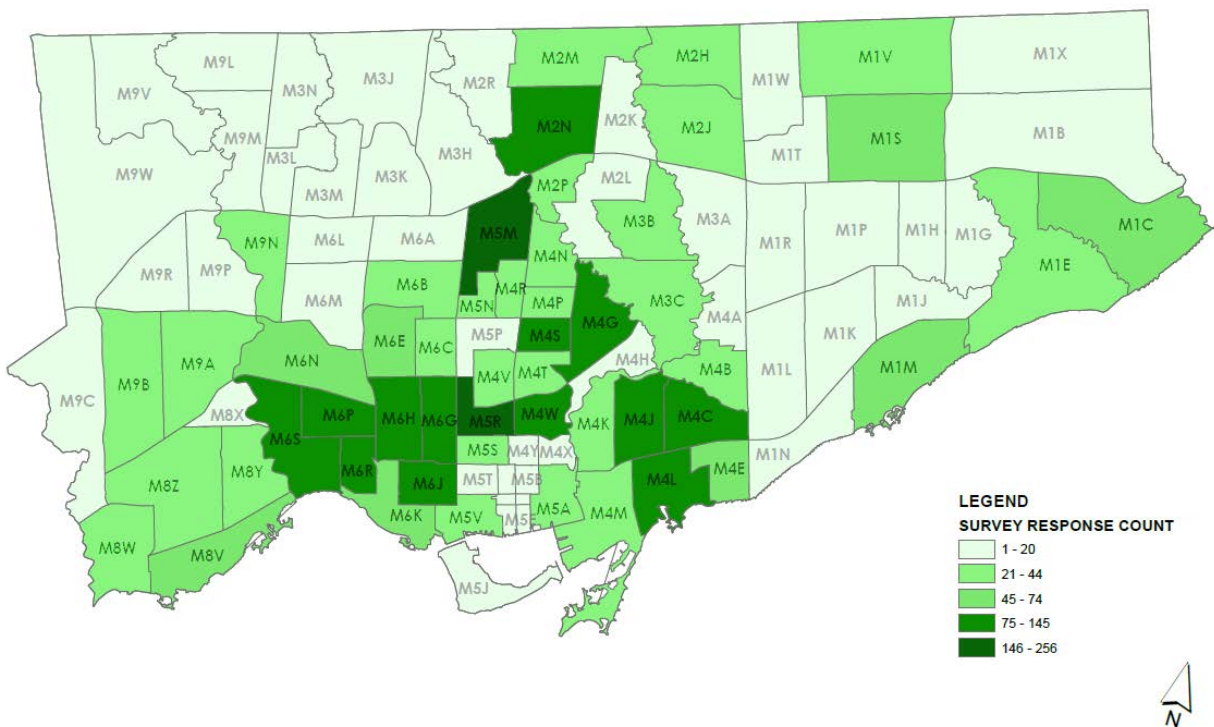 M9L
M9V
M3N
M3J
M2R
M2M
M2H
M1W
M1V
M1X
M2N
M2K
M9M
M2J
M1S
M1B
M3L
M3H
M1T
M9W
M3K
M2L
M3M
M2P
M3B
M3A
M1R
M1P
M1H
M1G
M1C
M9N
M6L
M6A
M5M
M9R
M9P
M4N
M1E
M6B
M4R
M3C
M6M
M5N
M4P
M1J
M4A
M4S
M4G
M1K
M5P
M6E
M6C
M9A
M6N
M4H
M1M
M9B
M4V
M4T
M4B
M1L
M9C
M8X
M6P
M6H
M6G
M5R
M4W
M4K
M4J
M4C
M6S
M5S
M4Y
M4X
M1N
M8Y
M6R
M6J
M5T
M5B
M4L
M4E
M8Z
M6K
M5V
M5E
M5A
M4M
M8W
M8V
M5J
LEGEND
SURVEY RESPONSE COUNT
1 - 20
21 - 44
45 - 74
75 - 145
146 - 256
N